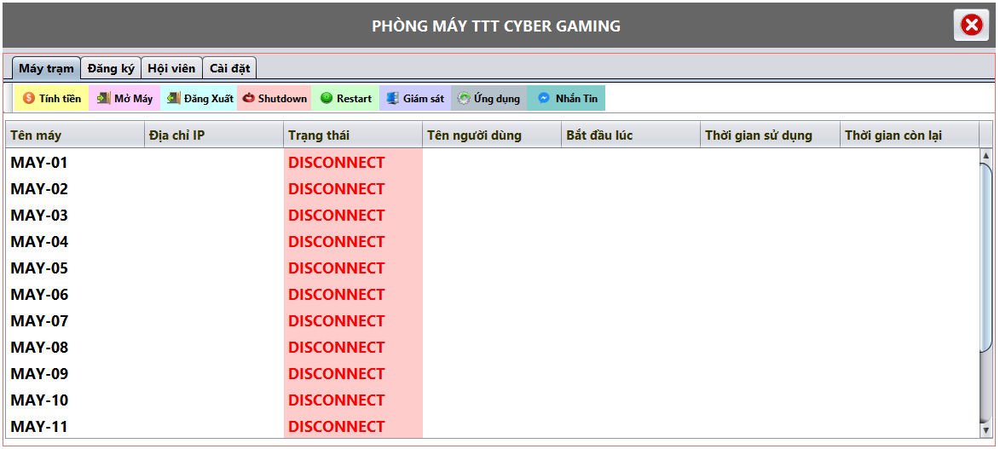 PHÒNG MÁY TTT CYBER GAMING
Máy trạm Đăng ký Hội viên Cài đặt
Tính tiền Mở Máy Đăng Xuất Shutdown Restart Giám sát Ứng dụng Nhắn Tin
Tên máy Địa chỉ IP Trạng thái Tên người dùng Bắt đầu lúc Thời gian sử dụng Thời gian còn lại
MAY-01 DISCONNECT
MAY-02 DISCONNECT
MAY-03 DISCONNECT
MAY-04 DISCONNECT
MAY-05 DISCONNECT
MAY-06 DISCONNECT
MAY-07 DISCONNECT
MAY-08 DISCONNECT
MAY-09 DISCONNECT
MAY-10 DISCONNECT
MAY-11 DISCONNECT